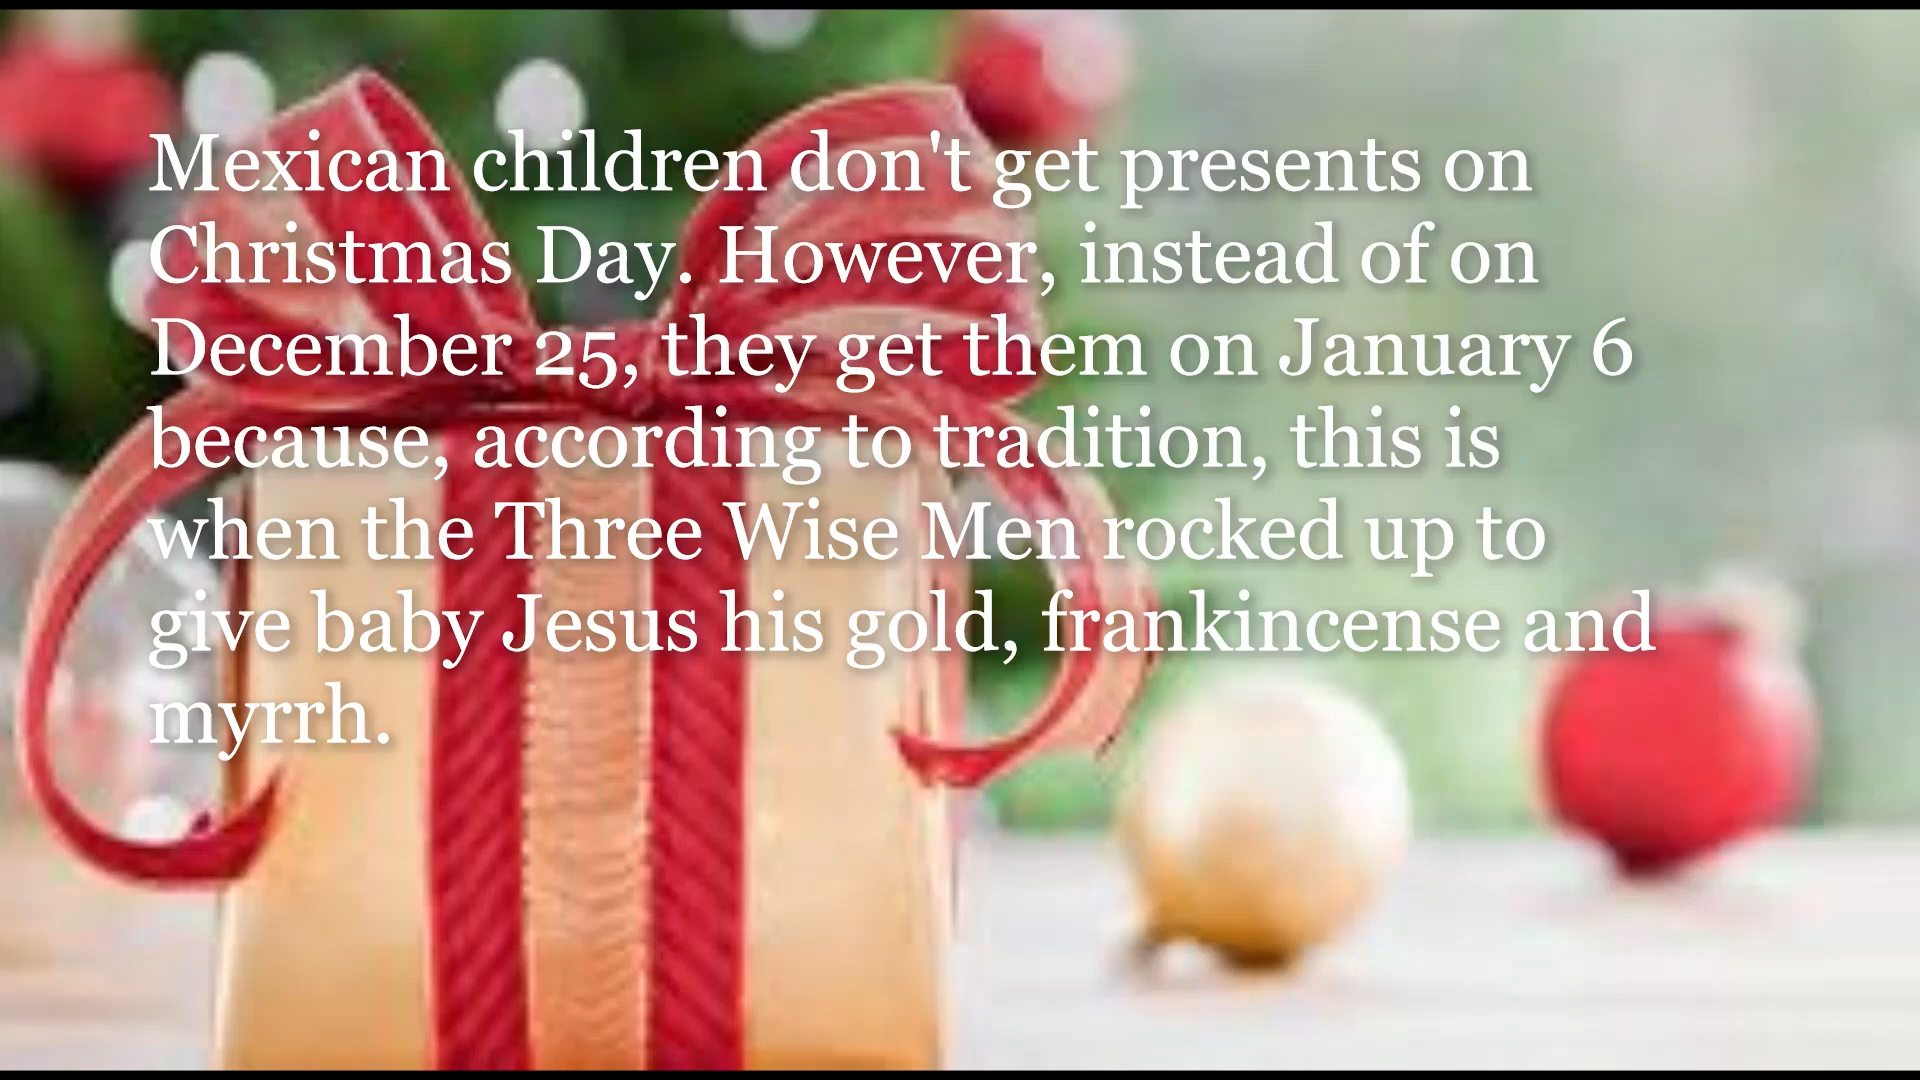 Mexican children don't get presents on
Christmas Day. However, instead of on
December 25, they get them on January 6
because, according to tradition, this is
when the Three Wise Men rocked up to
give baby Jesus his gold, frankincense and
myrrh.